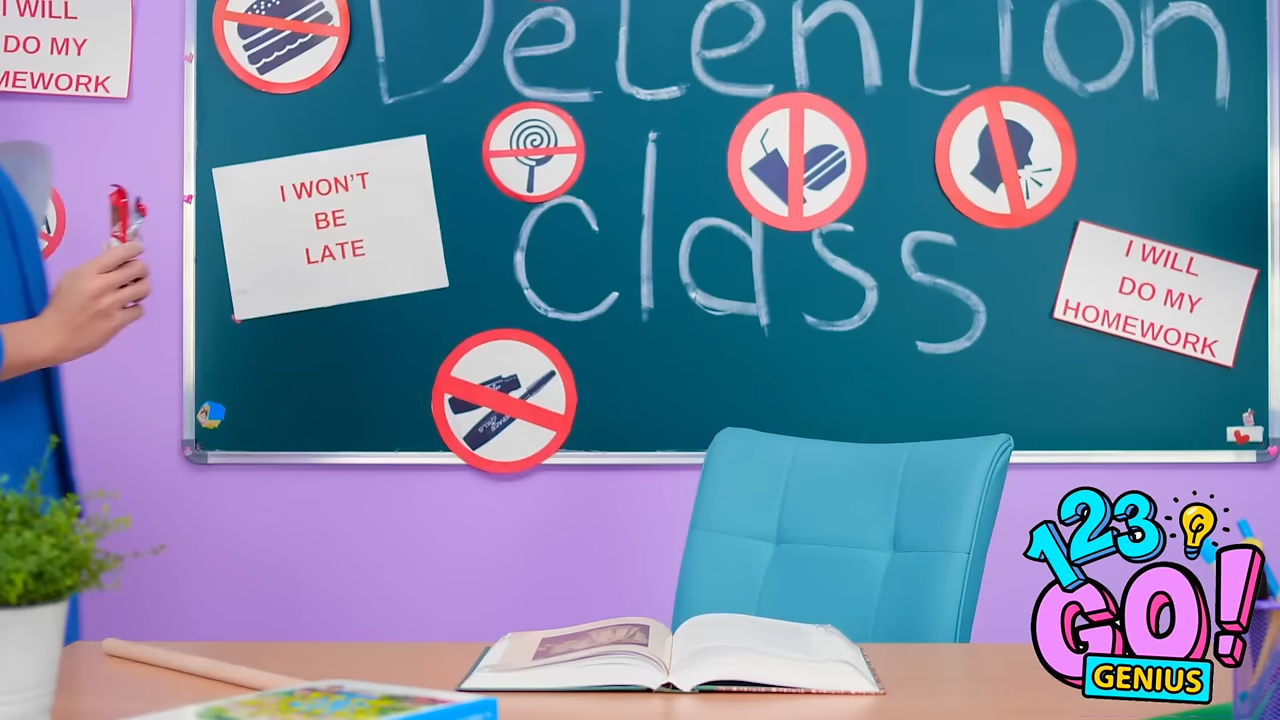 I WILL
DO MY
MEWORK
Detention
Class
I WON'T
BE
LATE
I WILL
DO MY
HOMEWORK
123
GO!
GENIUS